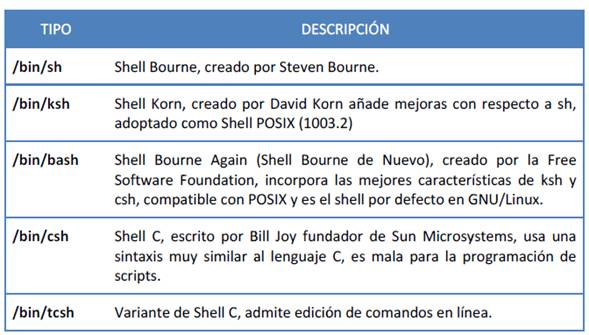 TIPO DESCRIPCIÓN
/bin/sh Shell Bourne, creado por Steven Bourne.
/bin/ksh Shell Korn, creado por David Korn añade mejoras con respecto a sh,
adoptado como Shell POSIX (1003.2)
/bin/bash Shell Bourne Again (Shell Bourne de Nuevo), creado por la Free
Software Foundation, incorpora las mejores características de ksh y
csh, compatible con POSIX y es el shell por defecto en GNU/Linux.
/bin/csh Shell C, escrito por Bill Joy fundador de Sun Microsystems, usa una
sintaxis muy similar al lenguaje C, es mala para la programación de
scripts.
/bin/tcsh Variante de Shell C, admite edición de comandos en línea.